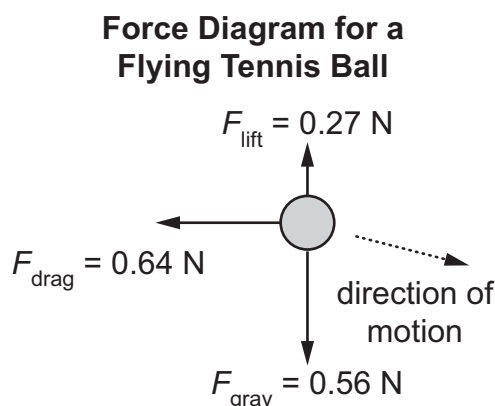 Force Diagram for a
Flying Tennis Ball
F_lift = 0.27 N
F_drag = 0.64 N
direction of
motion
F_grav = 0.56 N